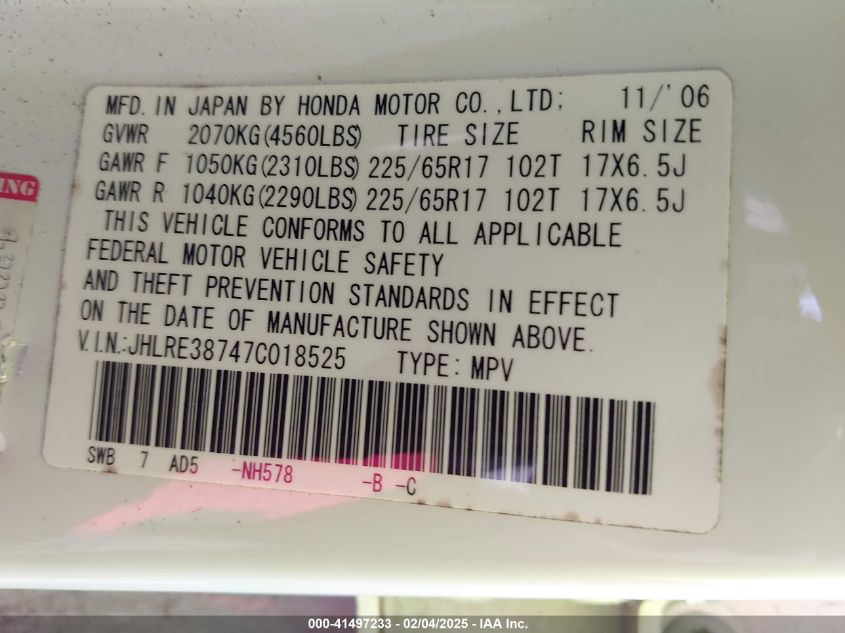 MFD. IN JAPAN BY HONDA MOTOR CO., LTD; 11/'06
GVWR 2070KG(4560LBS) TIRE SIZE RIM SIZE
GAWR F 1050KG(2310LBS) 225/65R17 102T 17X6.5J
GAWR R 1040KG(2290LBS) 225/65R17 102T 17X6.5J
THIS VEHICLE CONFORMS TO ALL APPLICABLE
FEDERAL MOTOR VEHICLE SAFETY
AND THEFT PREVENTION STANDARDS IN EFFECT
ON THE DATE OF MANUFACTURE SHOWN ABOVE.
V.I.N.:JHLRE38747C018525 TYPE: MPV
SWB 7 AD5 -NH578 -B -C
ING
000-41497233 - 02/04/2025 - IAA Inc.